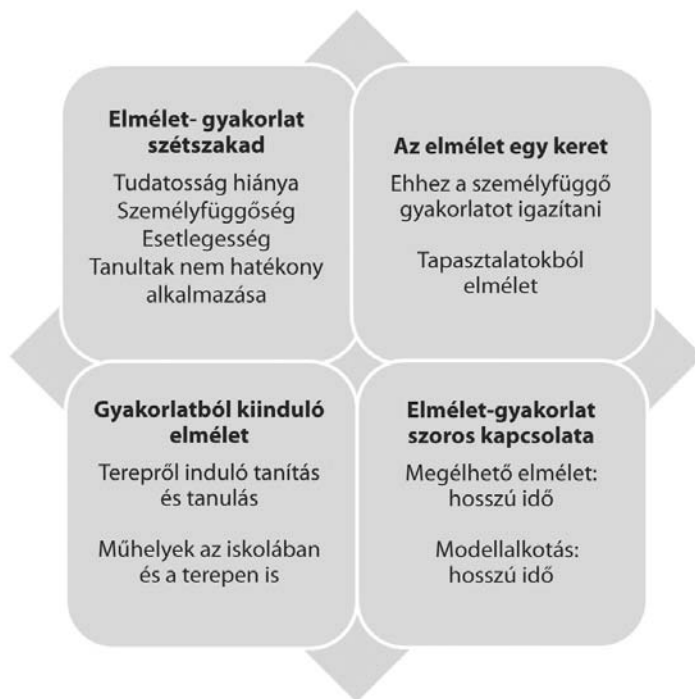 Elmélet- gyakorlat
szétszakad
Tudatosság hiánya
Személyfüggőség
Esetlegesség
Tanultak nem hatékony
alkalmazása
Az elmélet egy keret
Ehhez a személyfüggő
gyakorlatot igazítani
Tapasztalatokból
elmélet
Gyakorlatból kiinduló
elmélet
Terepről induló tanítás
és tanulás
Műhelyek az iskolában
és a terepen is
Elmélet-gyakorlat
szoros kapcsolata
Megélhető elmélet:
hosszú idő
Modellalkotás:
hosszú idő